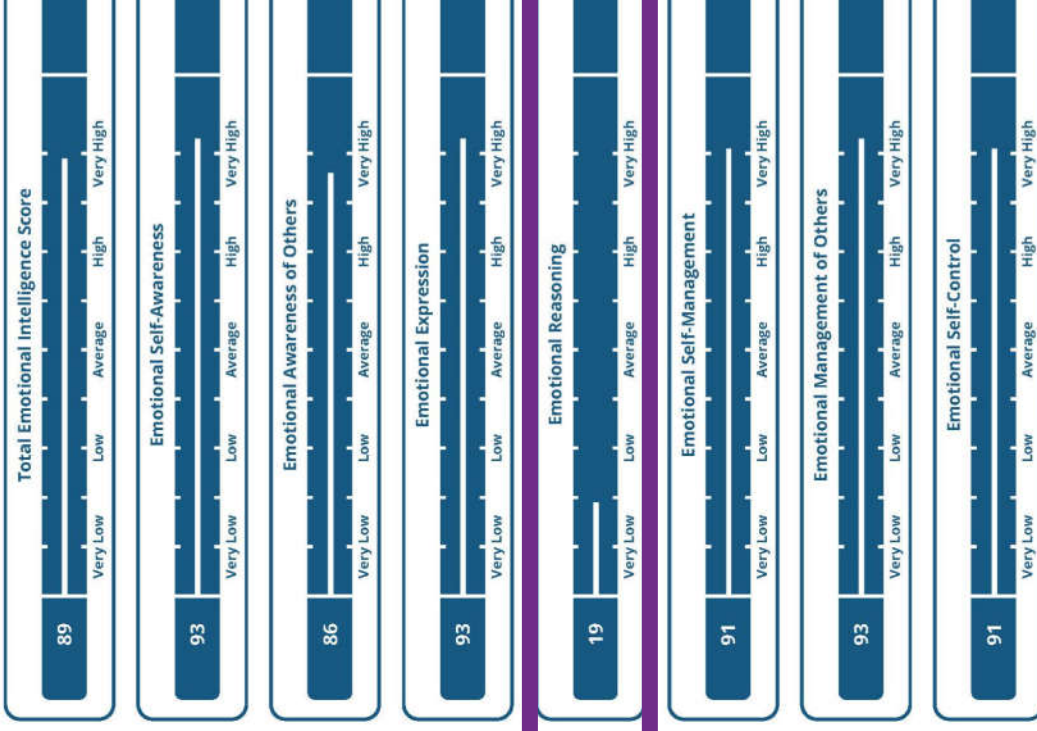 Total Emotional Intelligence Score
89
Very Low Low Average High Very High
Emotional Self-Awareness
93
Very Low Low Average High Very High
Emotional Awareness of Others
86
Very Low Low Average High Very High
Emotional Expression
93
Very Low Low Average High Very High
Emotional Reasoning
19
Very Low Low Average High Very High
Emotional Self-Management
91
Very Low Low Average High Very High
Emotional Management of Others
93
Very Low Low Average High Very High
Emotional Self-Control
91
Very Low Low Average High Very High